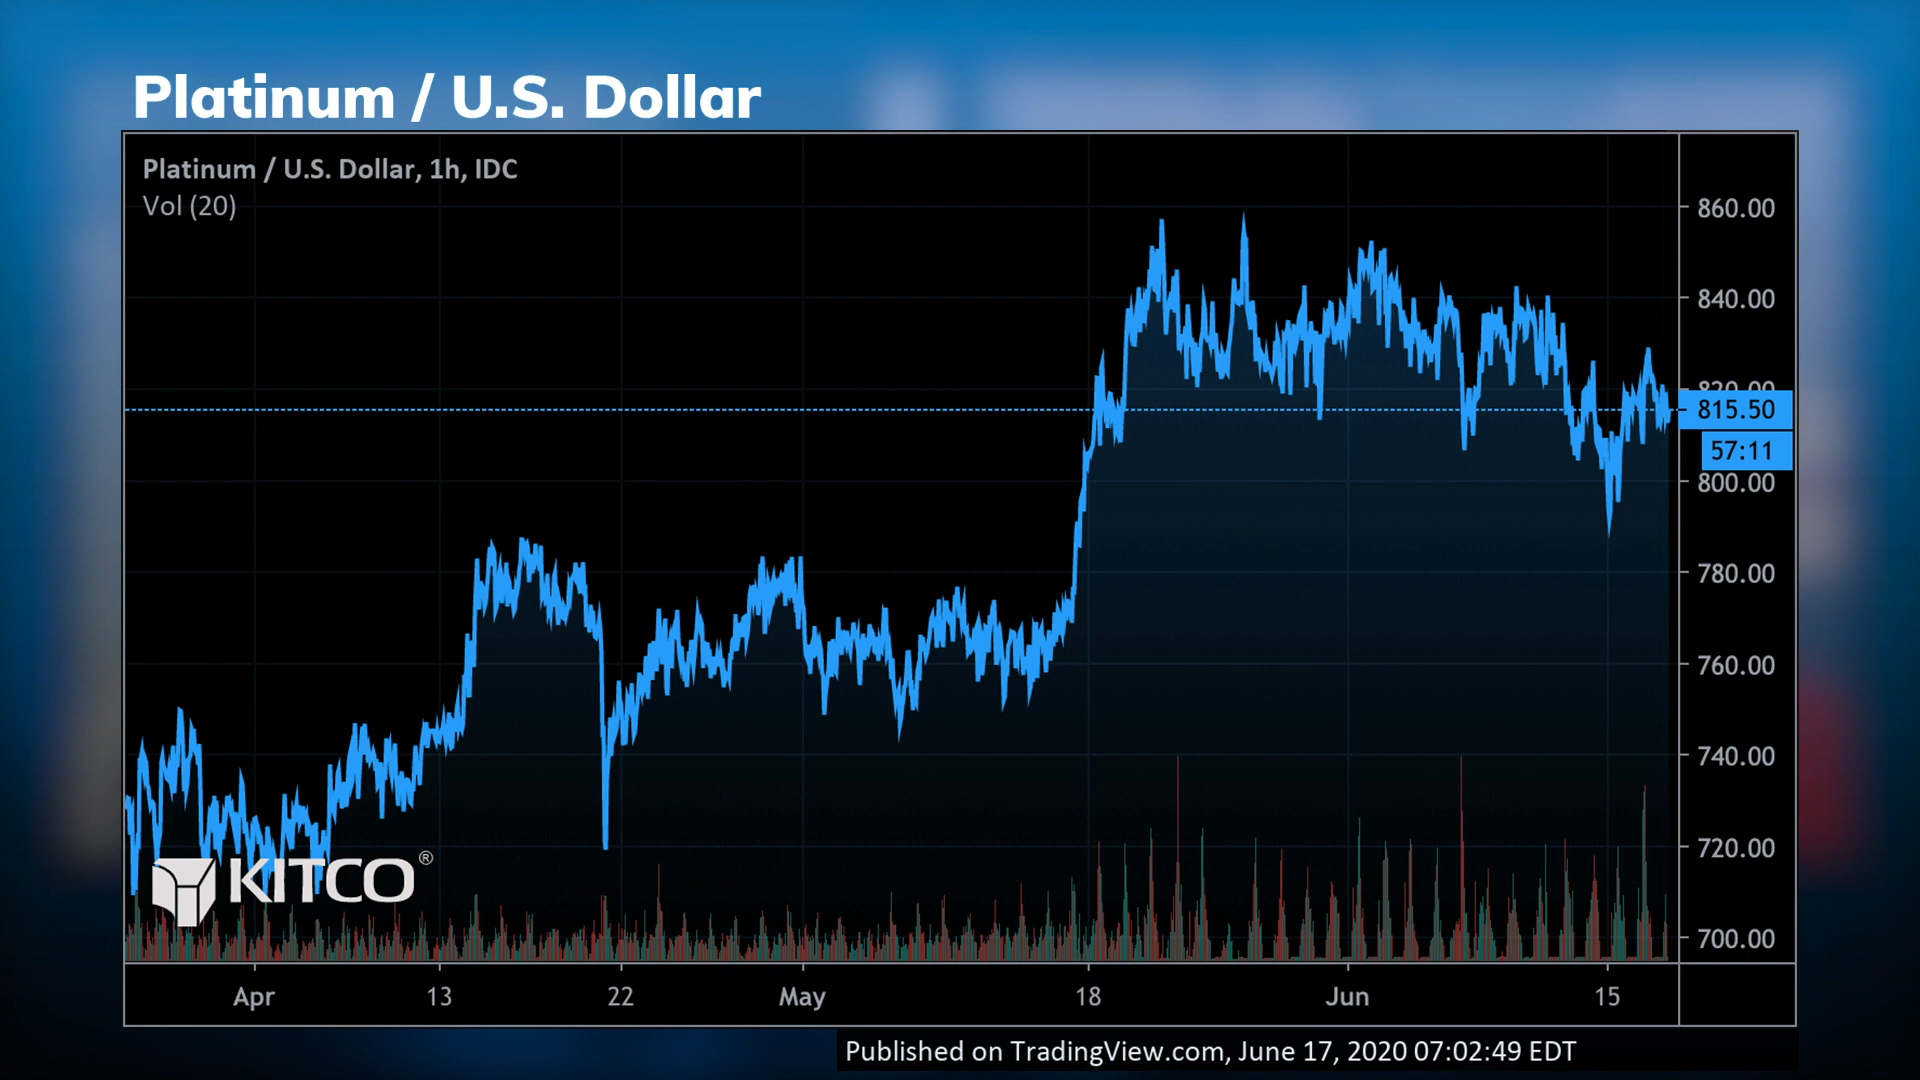 Platinum / U.S. Dollar
Platinum / U.S. Dollar, 1h, IDC
Vol (20)
860.00
840.00
820.00
815.50
57:11
800.00
780.00
760.00
740.00
720.00
700.00
KITCO®
Apr 13 22 May 18 Jun 15
Published on TradingView.com, June 17, 2020 07:02:49 EDT